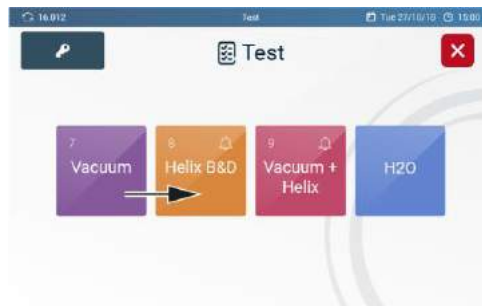 16.012
Test
Tue 27/10/10
15:00
Test
7
Vacuum
8
Helix B&D
9
Vacuum +
Helix
H2O